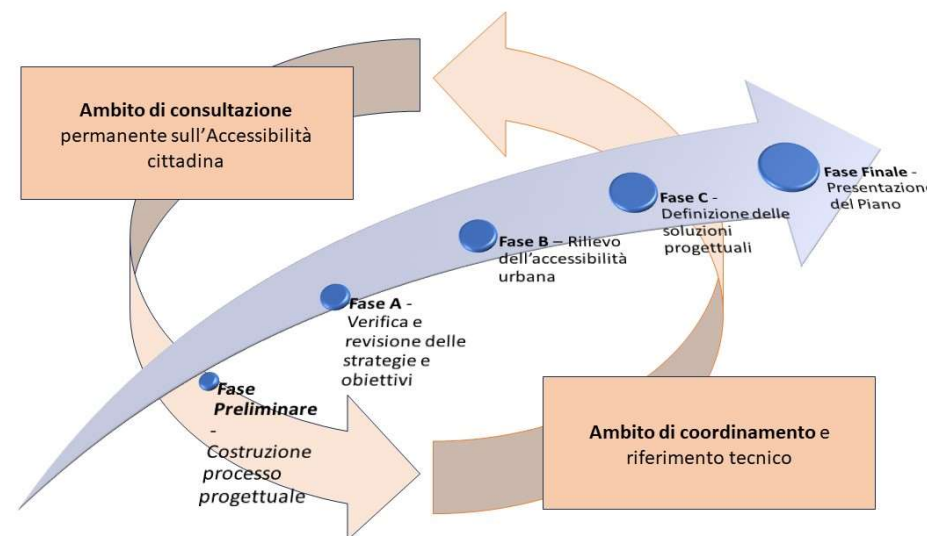 Ambito di consultazione
permanente sull'Accessibilità
cittadina
Fase Preliminare
-
Costruzione
processo
progettuale
Fase A -
Verifica e
revisione delle
strategie e
obiettivi
Fase B – Rilievo
dell'accessibilità
urbana
Fase C -
Definizione delle
soluzioni
progettuali
Fase Finale -
Presentazione
del Piano
Ambito di coordinamento e
riferimento tecnico